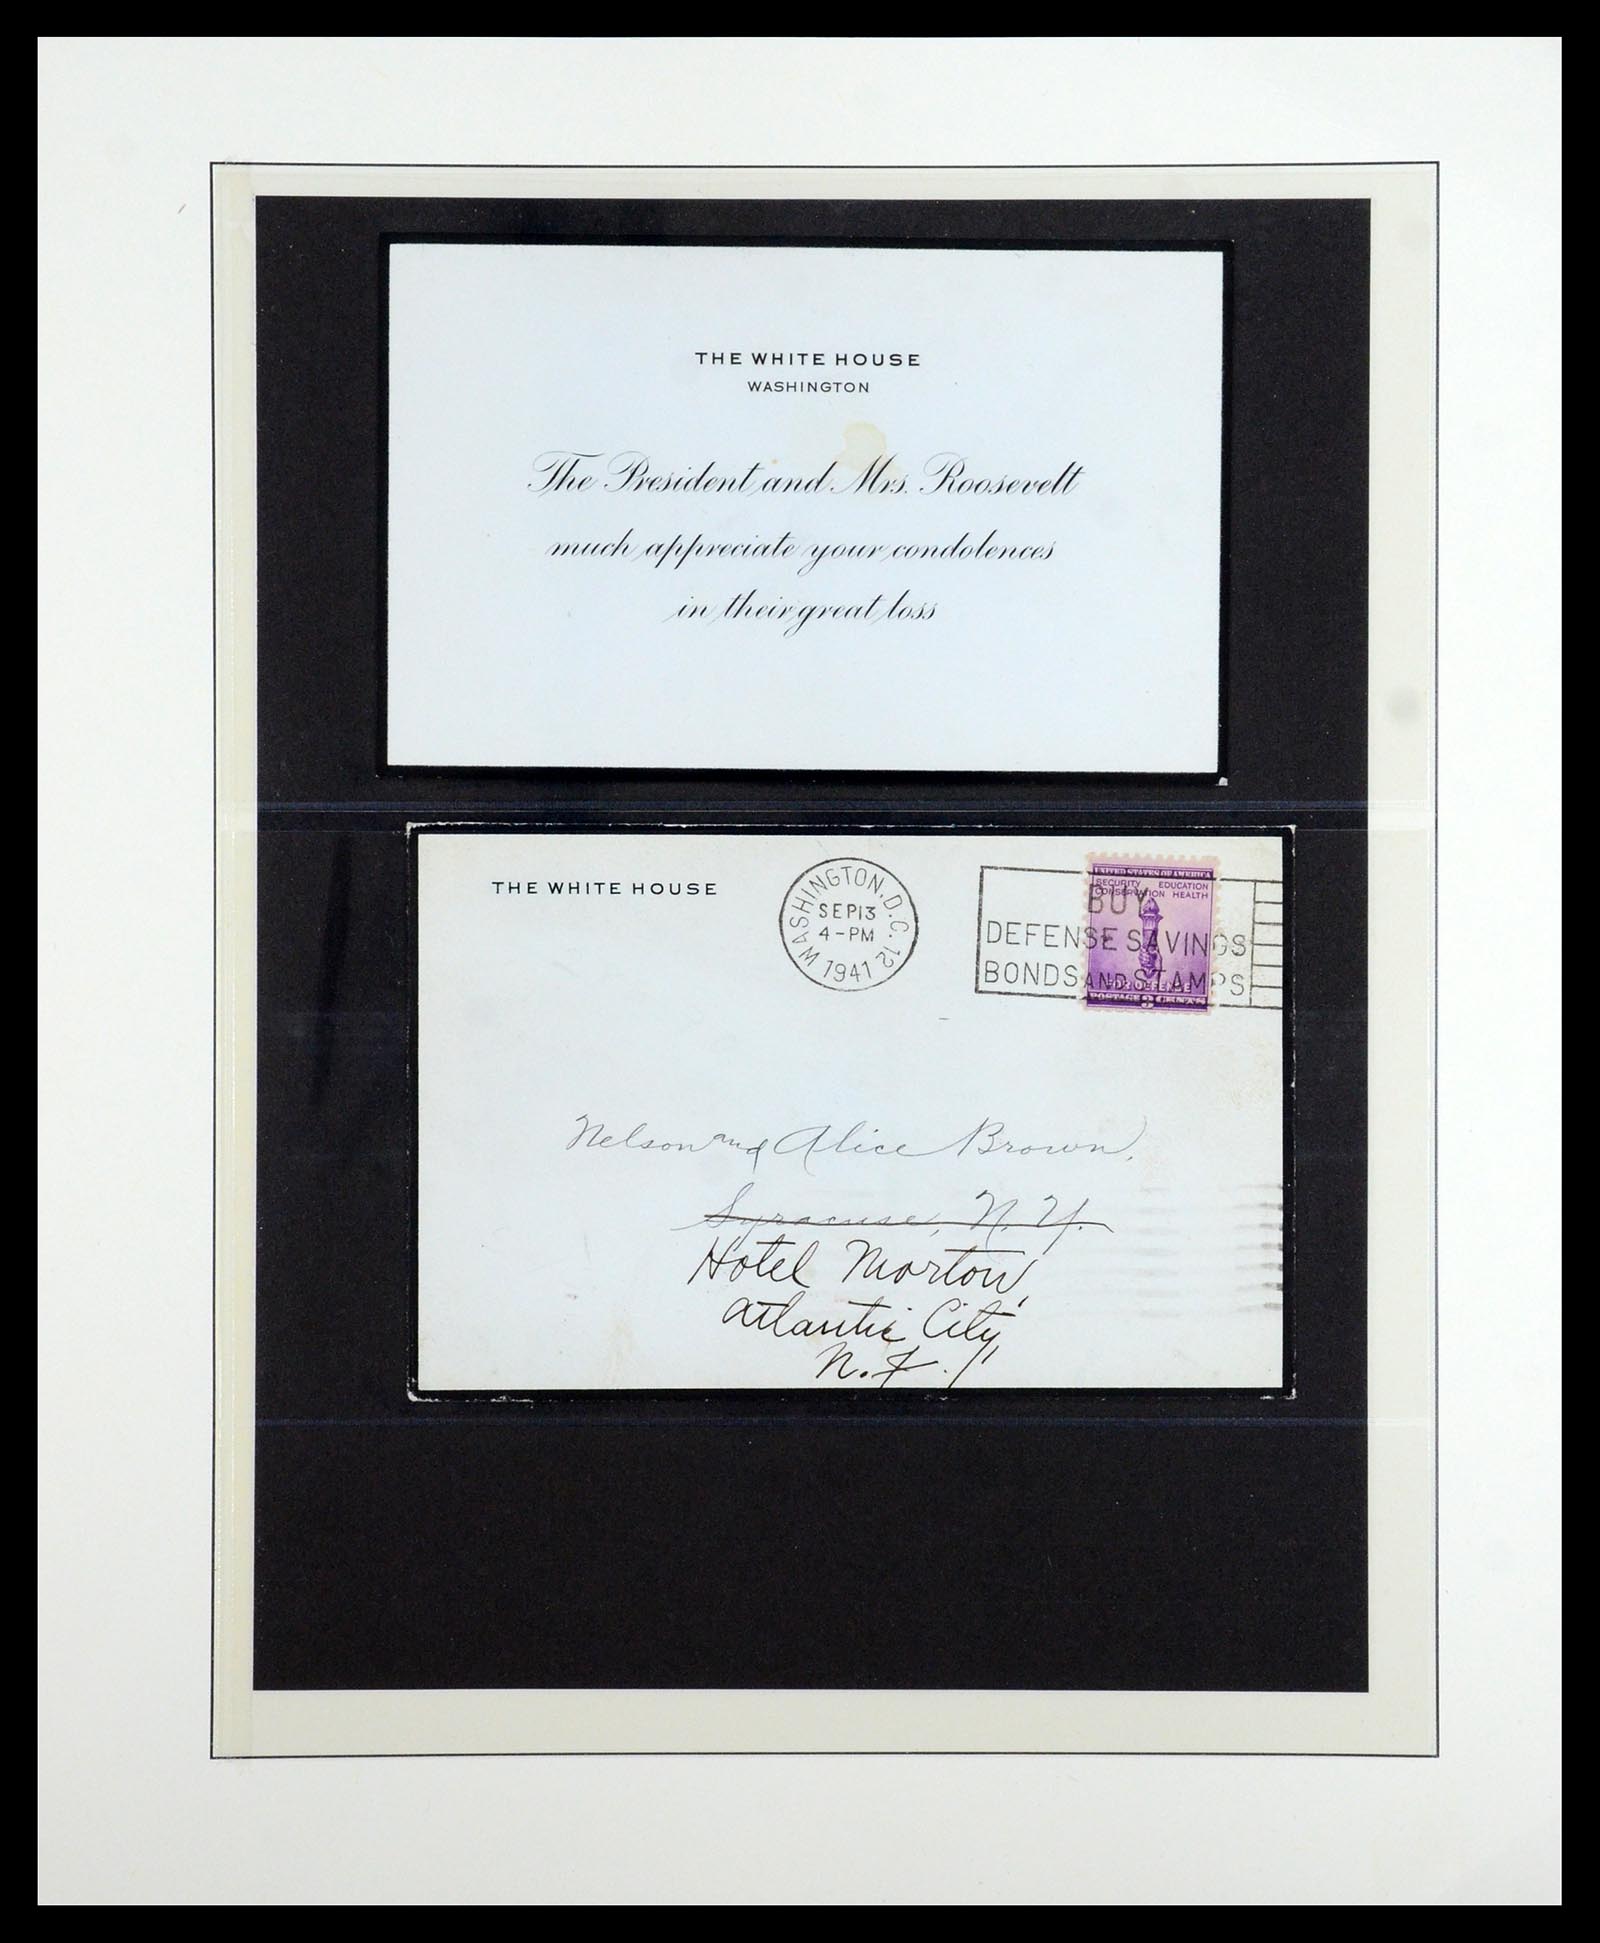 THE WHITE HOUSE
WASHINGTON
The President and Mrs. Roosevelt
much appreciate your condolences
in their great loss
THE WHITE HOUSE
WASHINGTON, D.C. 12
SEP 13
4-PM
1941
BUY
DEFENSE SAVINGS
BONDS AND STAMPS
UNITED STATES OF AMERICA
SECURITY EDUCATION
CONSERVATION HEALTH
FOR DEFENSE
POSTAGE 3 CENTS
Nelson and Alice Brown,
Syracuse, N. Y.
Hotel Morton,
Atlantic City,
N. J.